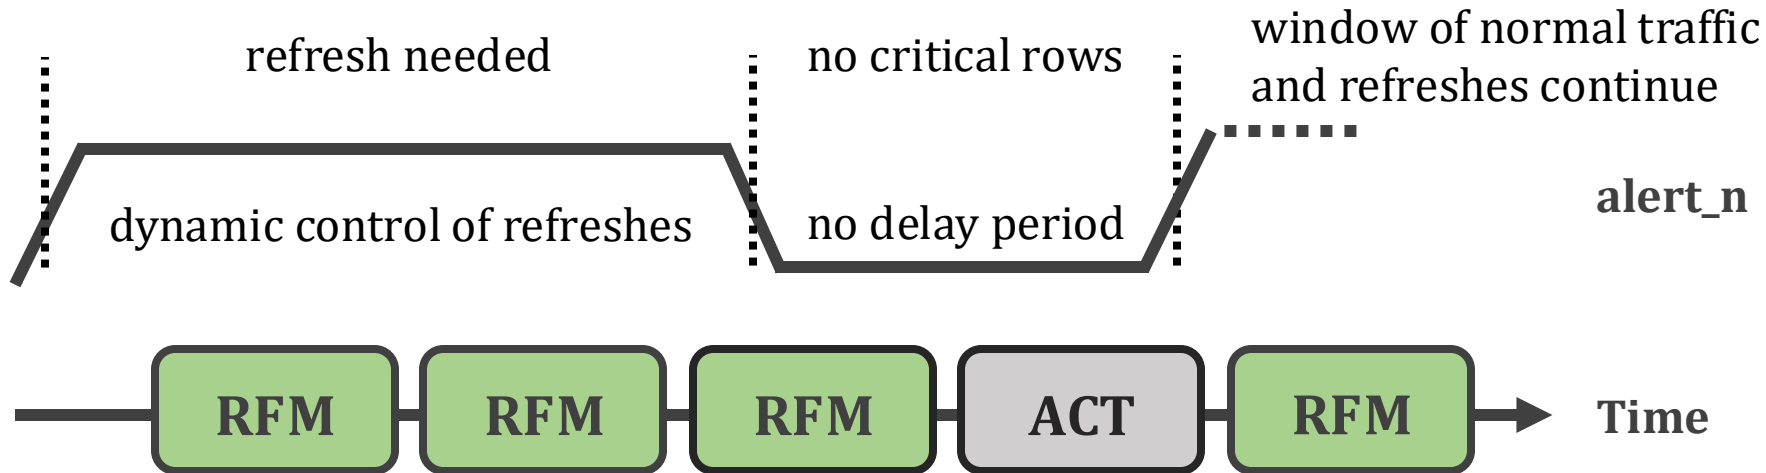 refresh needed
no critical rows
window of normal traffic
and refreshes continue
dynamic control of refreshes
no delay period
alert_n
RFM
RFM
RFM
ACT
RFM
Time